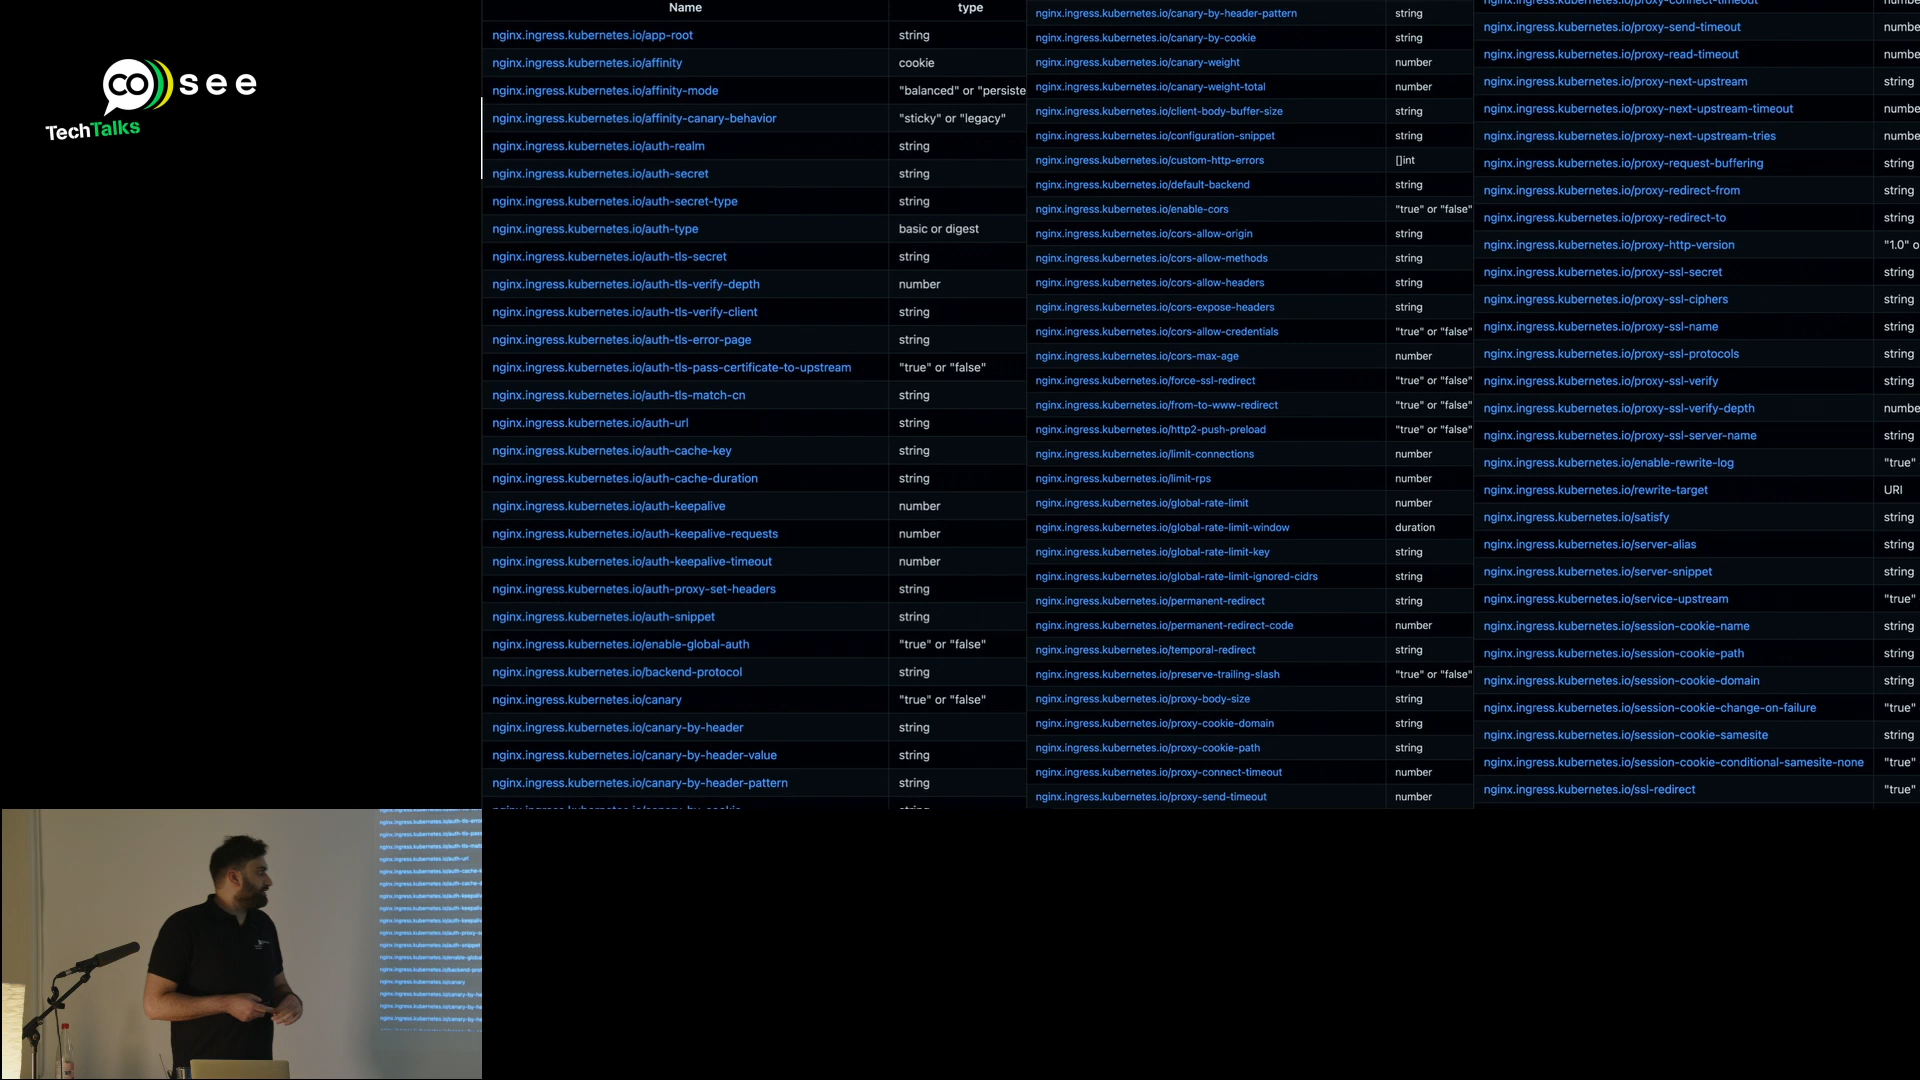 co see
TechTalks
Name type
nginx.ingress.kubernetes.io/app-root string
nginx.ingress.kubernetes.io/affinity cookie
nginx.ingress.kubernetes.io/affinity-mode "balanced" or "persiste
nginx.ingress.kubernetes.io/affinity-canary-behavior "sticky" or "legacy"
nginx.ingress.kubernetes.io/auth-realm string
nginx.ingress.kubernetes.io/auth-secret string
nginx.ingress.kubernetes.io/auth-secret-type string
nginx.ingress.kubernetes.io/auth-type basic or digest
nginx.ingress.kubernetes.io/auth-tls-secret string
nginx.ingress.kubernetes.io/auth-tls-verify-depth number
nginx.ingress.kubernetes.io/auth-tls-verify-client string
nginx.ingress.kubernetes.io/auth-tls-error-page string
nginx.ingress.kubernetes.io/auth-tls-pass-certificate-to-upstream "true" or "false"
nginx.ingress.kubernetes.io/auth-tls-match-cn string
nginx.ingress.kubernetes.io/auth-url string
nginx.ingress.kubernetes.io/auth-cache-key string
nginx.ingress.kubernetes.io/auth-cache-duration string
nginx.ingress.kubernetes.io/auth-keepalive number
nginx.ingress.kubernetes.io/auth-keepalive-requests number
nginx.ingress.kubernetes.io/auth-keepalive-timeout number
nginx.ingress.kubernetes.io/auth-proxy-set-headers string
nginx.ingress.kubernetes.io/auth-snippet string
nginx.ingress.kubernetes.io/enable-global-auth "true" or "false"
nginx.ingress.kubernetes.io/backend-protocol string
nginx.ingress.kubernetes.io/canary "true" or "false"
nginx.ingress.kubernetes.io/canary-by-header string
nginx.ingress.kubernetes.io/canary-by-header-value string
nginx.ingress.kubernetes.io/canary-by-header-pattern string
nginx.ingress.kubernetes.io/canary-by-header-pattern string
nginx.ingress.kubernetes.io/canary-by-cookie string
nginx.ingress.kubernetes.io/canary-weight number
nginx.ingress.kubernetes.io/canary-weight-total number
nginx.ingress.kubernetes.io/client-body-buffer-size string
nginx.ingress.kubernetes.io/configuration-snippet string
nginx.ingress.kubernetes.io/custom-http-errors []int
nginx.ingress.kubernetes.io/default-backend string
nginx.ingress.kubernetes.io/enable-cors "true" or "false"
nginx.ingress.kubernetes.io/cors-allow-origin string
nginx.ingress.kubernetes.io/cors-allow-methods string
nginx.ingress.kubernetes.io/cors-allow-headers string
nginx.ingress.kubernetes.io/cors-expose-headers string
nginx.ingress.kubernetes.io/cors-allow-credentials "true" or "false"
nginx.ingress.kubernetes.io/cors-max-age number
nginx.ingress.kubernetes.io/force-ssl-redirect "true" or "false"
nginx.ingress.kubernetes.io/from-to-www-redirect "true" or "false"
nginx.ingress.kubernetes.io/http2-push-preload "true" or "false"
nginx.ingress.kubernetes.io/limit-connections number
nginx.ingress.kubernetes.io/limit-rps number
nginx.ingress.kubernetes.io/global-rate-limit number
nginx.ingress.kubernetes.io/global-rate-limit-window duration
nginx.ingress.kubernetes.io/global-rate-limit-key string
nginx.ingress.kubernetes.io/global-rate-limit-ignored-cidrs string
nginx.ingress.kubernetes.io/permanent-redirect string
nginx.ingress.kubernetes.io/permanent-redirect-code number
nginx.ingress.kubernetes.io/temporal-redirect string
nginx.ingress.kubernetes.io/preserve-trailing-slash "true" or "false"
nginx.ingress.kubernetes.io/proxy-body-size string
nginx.ingress.kubernetes.io/proxy-cookie-domain string
nginx.ingress.kubernetes.io/proxy-cookie-path string
nginx.ingress.kubernetes.io/proxy-connect-timeout number
nginx.ingress.kubernetes.io/proxy-send-timeout number
nginx.ingress.kubernetes.io/proxy-send-timeout numbe
nginx.ingress.kubernetes.io/proxy-read-timeout numbe
nginx.ingress.kubernetes.io/proxy-next-upstream string
nginx.ingress.kubernetes.io/proxy-next-upstream-timeout numbe
nginx.ingress.kubernetes.io/proxy-next-upstream-tries numbe
nginx.ingress.kubernetes.io/proxy-request-buffering string
nginx.ingress.kubernetes.io/proxy-redirect-from string
nginx.ingress.kubernetes.io/proxy-redirect-to string
nginx.ingress.kubernetes.io/proxy-http-version "1.0" o
nginx.ingress.kubernetes.io/proxy-ssl-secret string
nginx.ingress.kubernetes.io/proxy-ssl-ciphers string
nginx.ingress.kubernetes.io/proxy-ssl-name string
nginx.ingress.kubernetes.io/proxy-ssl-protocols string
nginx.ingress.kubernetes.io/proxy-ssl-verify string
nginx.ingress.kubernetes.io/proxy-ssl-verify-depth numbe
nginx.ingress.kubernetes.io/proxy-ssl-server-name string
nginx.ingress.kubernetes.io/enable-rewrite-log "true"
nginx.ingress.kubernetes.io/rewrite-target URI
nginx.ingress.kubernetes.io/satisfy string
nginx.ingress.kubernetes.io/server-alias string
nginx.ingress.kubernetes.io/server-snippet string
nginx.ingress.kubernetes.io/service-upstream "true"
nginx.ingress.kubernetes.io/session-cookie-name string
nginx.ingress.kubernetes.io/session-cookie-path string
nginx.ingress.kubernetes.io/session-cookie-domain string
nginx.ingress.kubernetes.io/session-cookie-change-on-failure "true"
nginx.ingress.kubernetes.io/session-cookie-samesite string
nginx.ingress.kubernetes.io/session-cookie-conditional-samesite-none "true"
nginx.ingress.kubernetes.io/ssl-redirect "true"